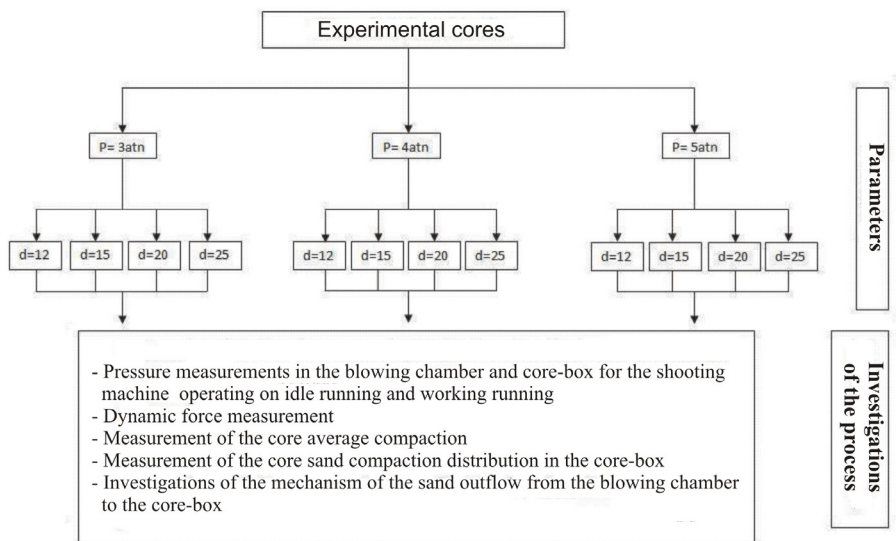 Experimental cores
P= 3atn
P= 4atn
P= 5atn
d=12
d=15
d=20
d=25
d=12
d=15
d=20
d=25
d=12
d=15
d=20
d=25
Parameters
- Pressure measurements in the blowing chamber and core-box for the shooting
machine operating on idle running and working running
- Dynamic force measurement
- Measurement of the core average compaction
- Measurement of the core sand compaction distribution in the core-box
- Investigations of the mechanism of the sand outflow from the blowing chamber
to the core-box
Investigations
of the process